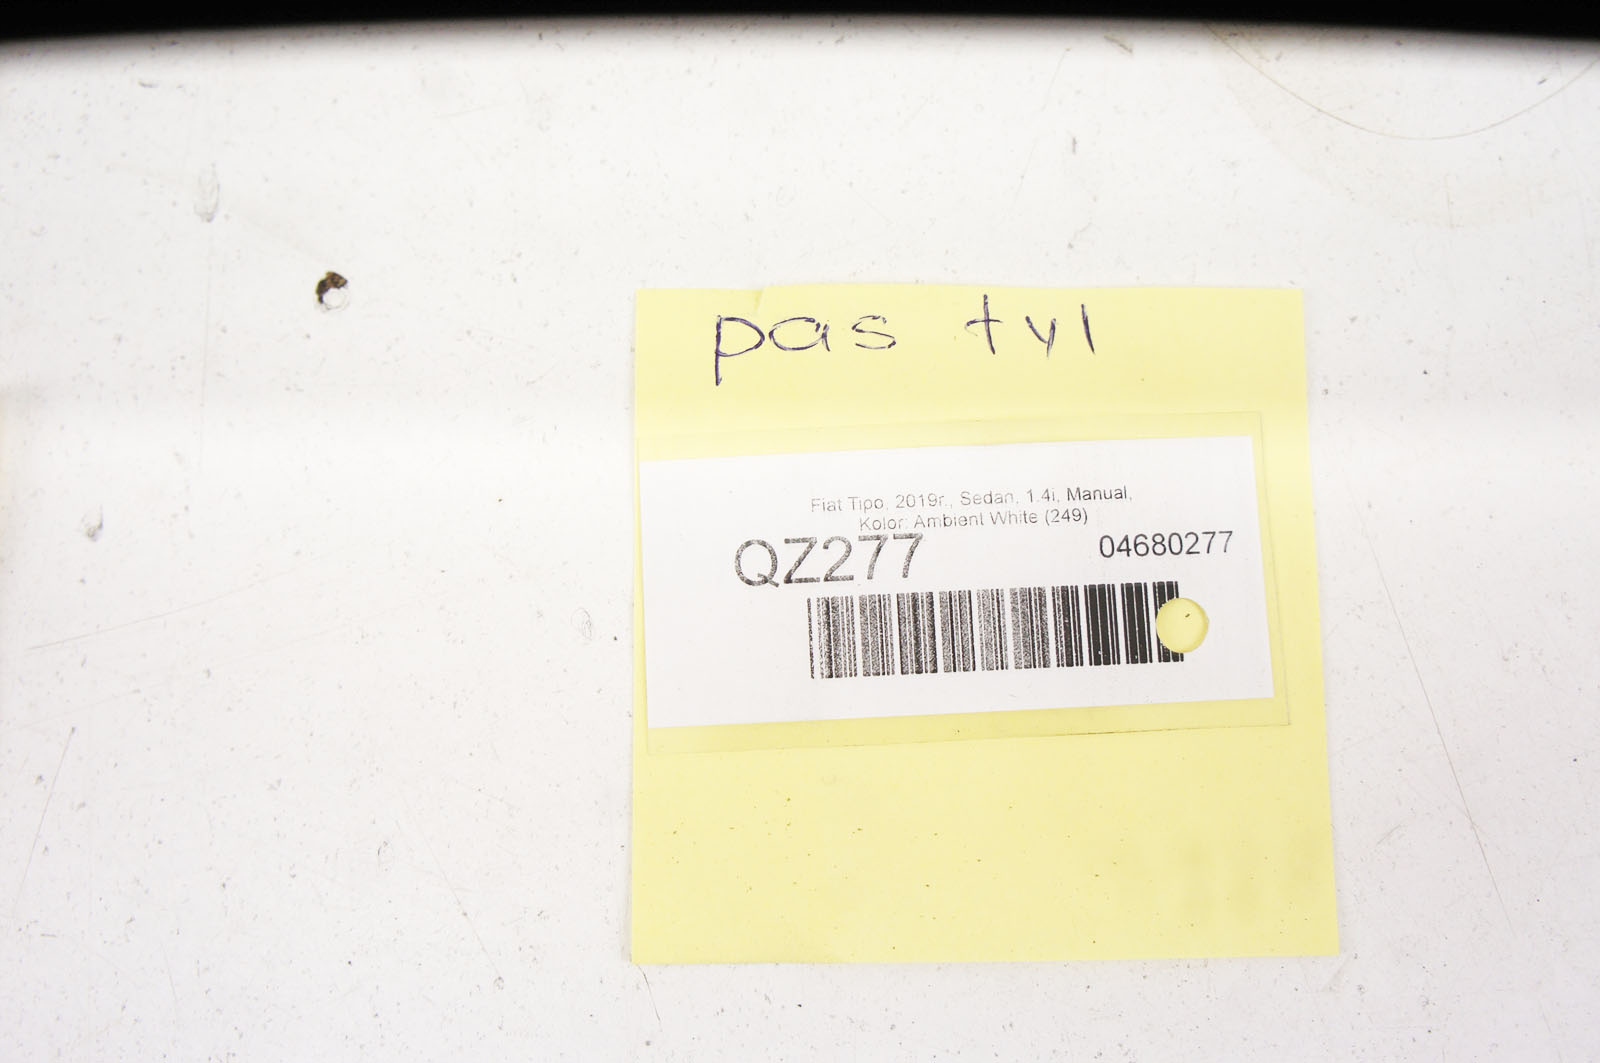 pas tyl
Fiat Tipo, 2019r., Sedan, 1.4i, Manual,
Kolor: Ambient White (249)
QZ277
04680277